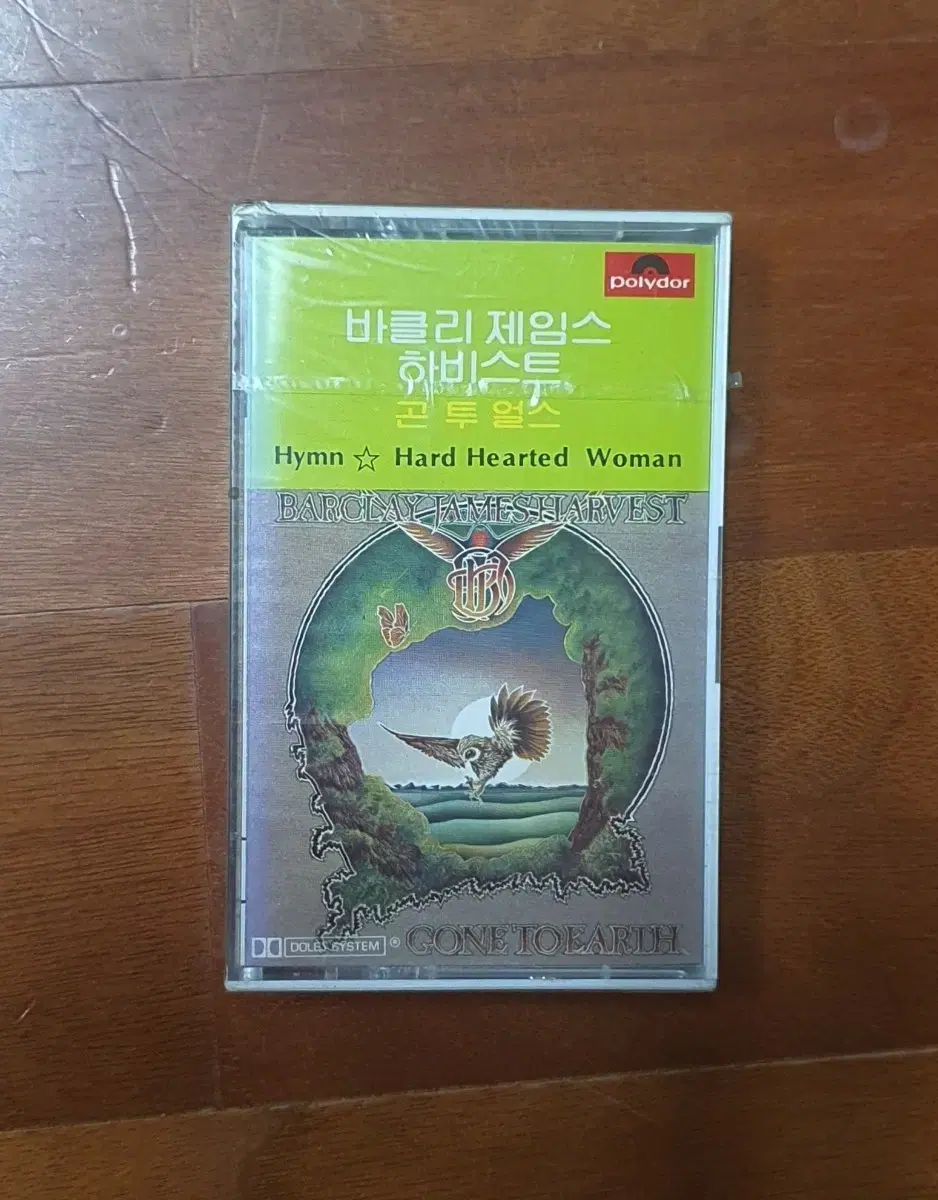 polydor
바클리 제임스
하비스트
곤 투 얼스
Hymn ☆ Hard Hearted Woman
BARCLAY JAMES HARVEST
BJH
DOLBY SYSTEM ®
GONE TO EARTH